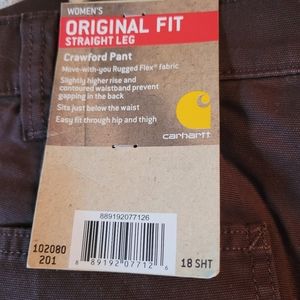 WOMEN'S
ORIGINAL FIT
STRAIGHT LEG
Crawford Pant
Move-with-you Rugged Flex® fabric
Slightly higher rise and
contoured waistband prevent
gapping in the back
Sits just below the waist
Easy fit through hip and thigh
carhartt
889192077126
8 89192 07712 6
102080
201
18 SHT